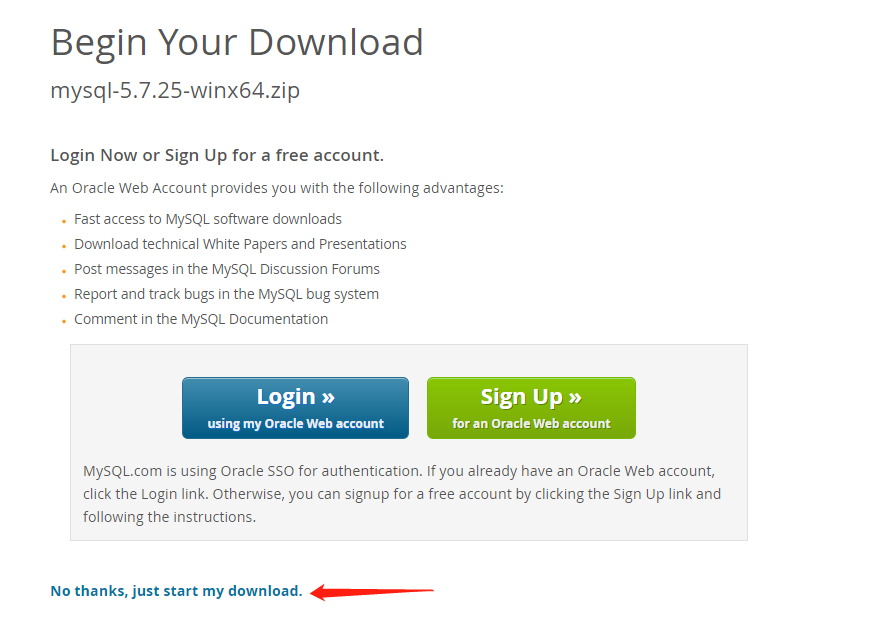 Begin Your Download
mysql-5.7.25-winx64.zip
Login Now or Sign Up for a free account.
An Oracle Web Account provides you with the following advantages:
Fast access to MySQL software downloads
Download technical White Papers and Presentations
Post messages in the MySQL Discussion Forums
Report and track bugs in the MySQL bug system
Comment in the MySQL Documentation
Login »
using my Oracle Web account
Sign Up »
for an Oracle Web account
MySQL.com is using Oracle SSO for authentication. If you already have an Oracle Web account,
click the Login link. Otherwise, you can signup for a free account by clicking the Sign Up link and
following the instructions.
No thanks, just start my download.